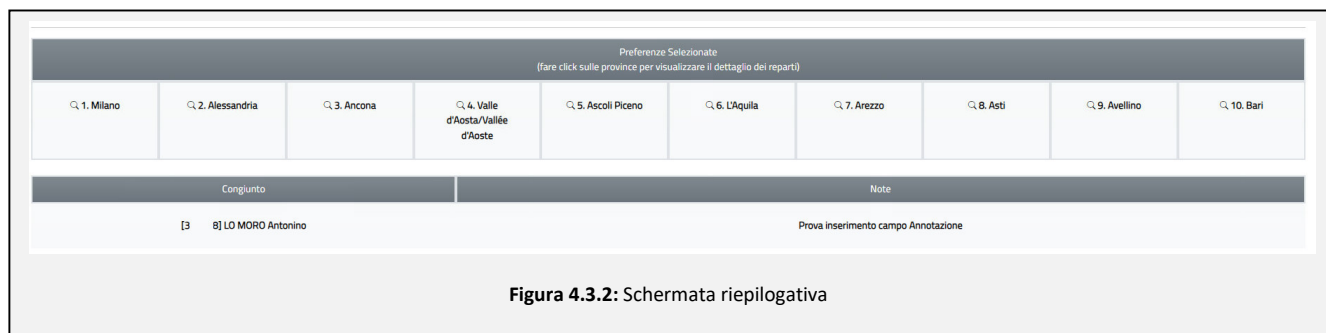 Preferenze Selezionate
(fare click sulle province per visualizzare il dettaglio dei reparti)
1. Milano
2. Alessandria
3. Ancona
4. Valle
d'Aosta/Vallée
d'Aoste
5. Ascoli Piceno
6. L'Aquila
7. Arezzo
8. Asti
9. Avellino
10. Bari
Congiunto
Note
[3 8] LO MORO Antonino
Prova inserimento campo Annotazione
Figura 4.3.2: Schermata riepilogativa